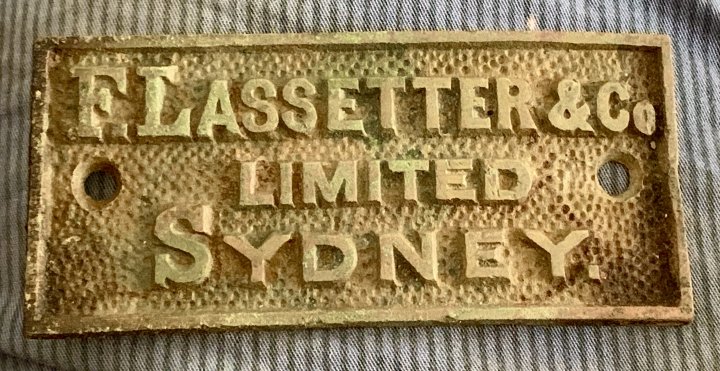 F. LASSETTER & Co
LIMITED
SYDNEY.